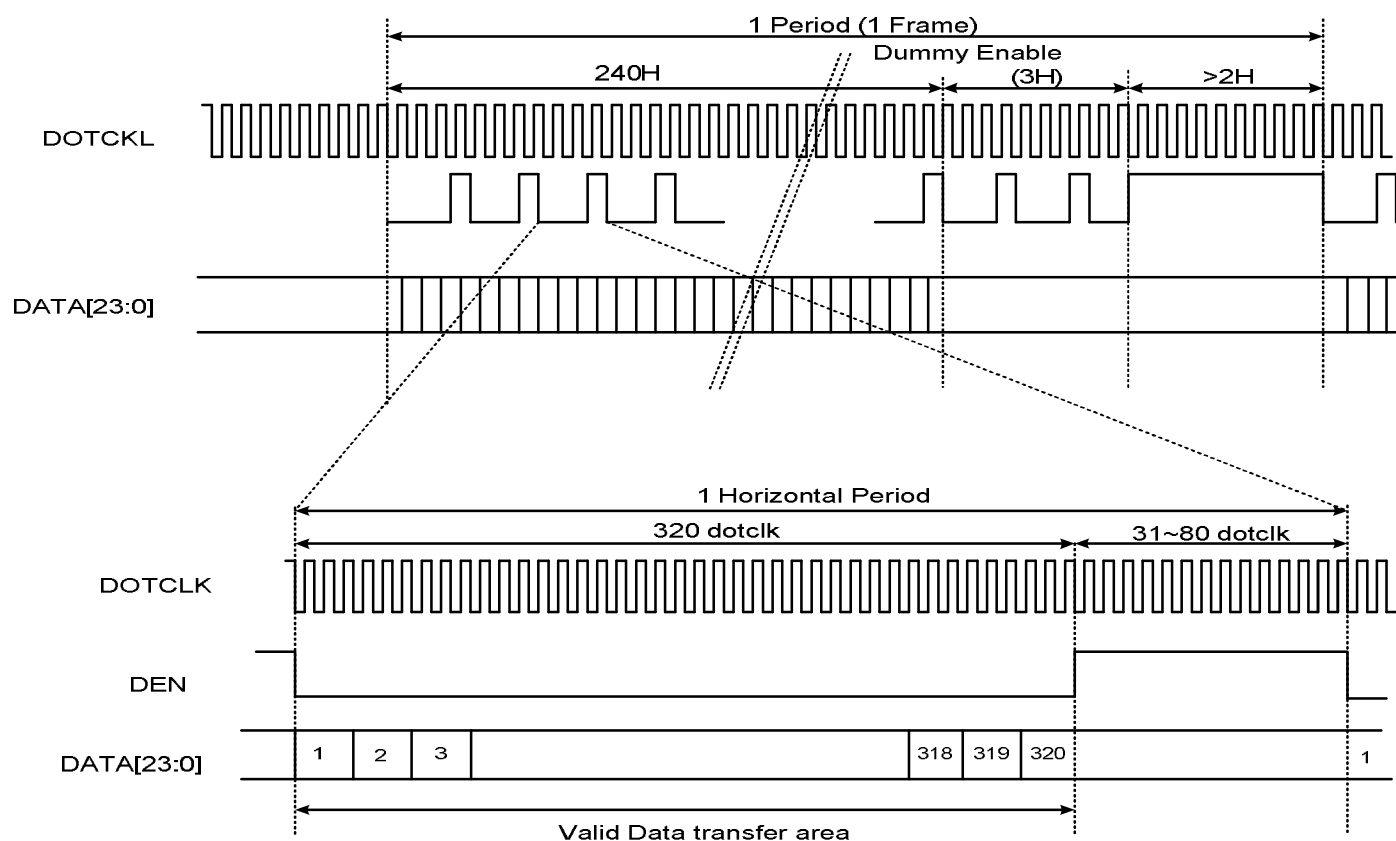 1 Period (1 Frame)
Dummy Enable
240H
(3H)
>2H
DOTCKL
DATA[23:0]
1 Horizontal Period
320 dotclk
31~80 dotclk
DOTCLK
DEN
DATA[23:0]
1
2
3
318
319
320
1
Valid Data transfer area